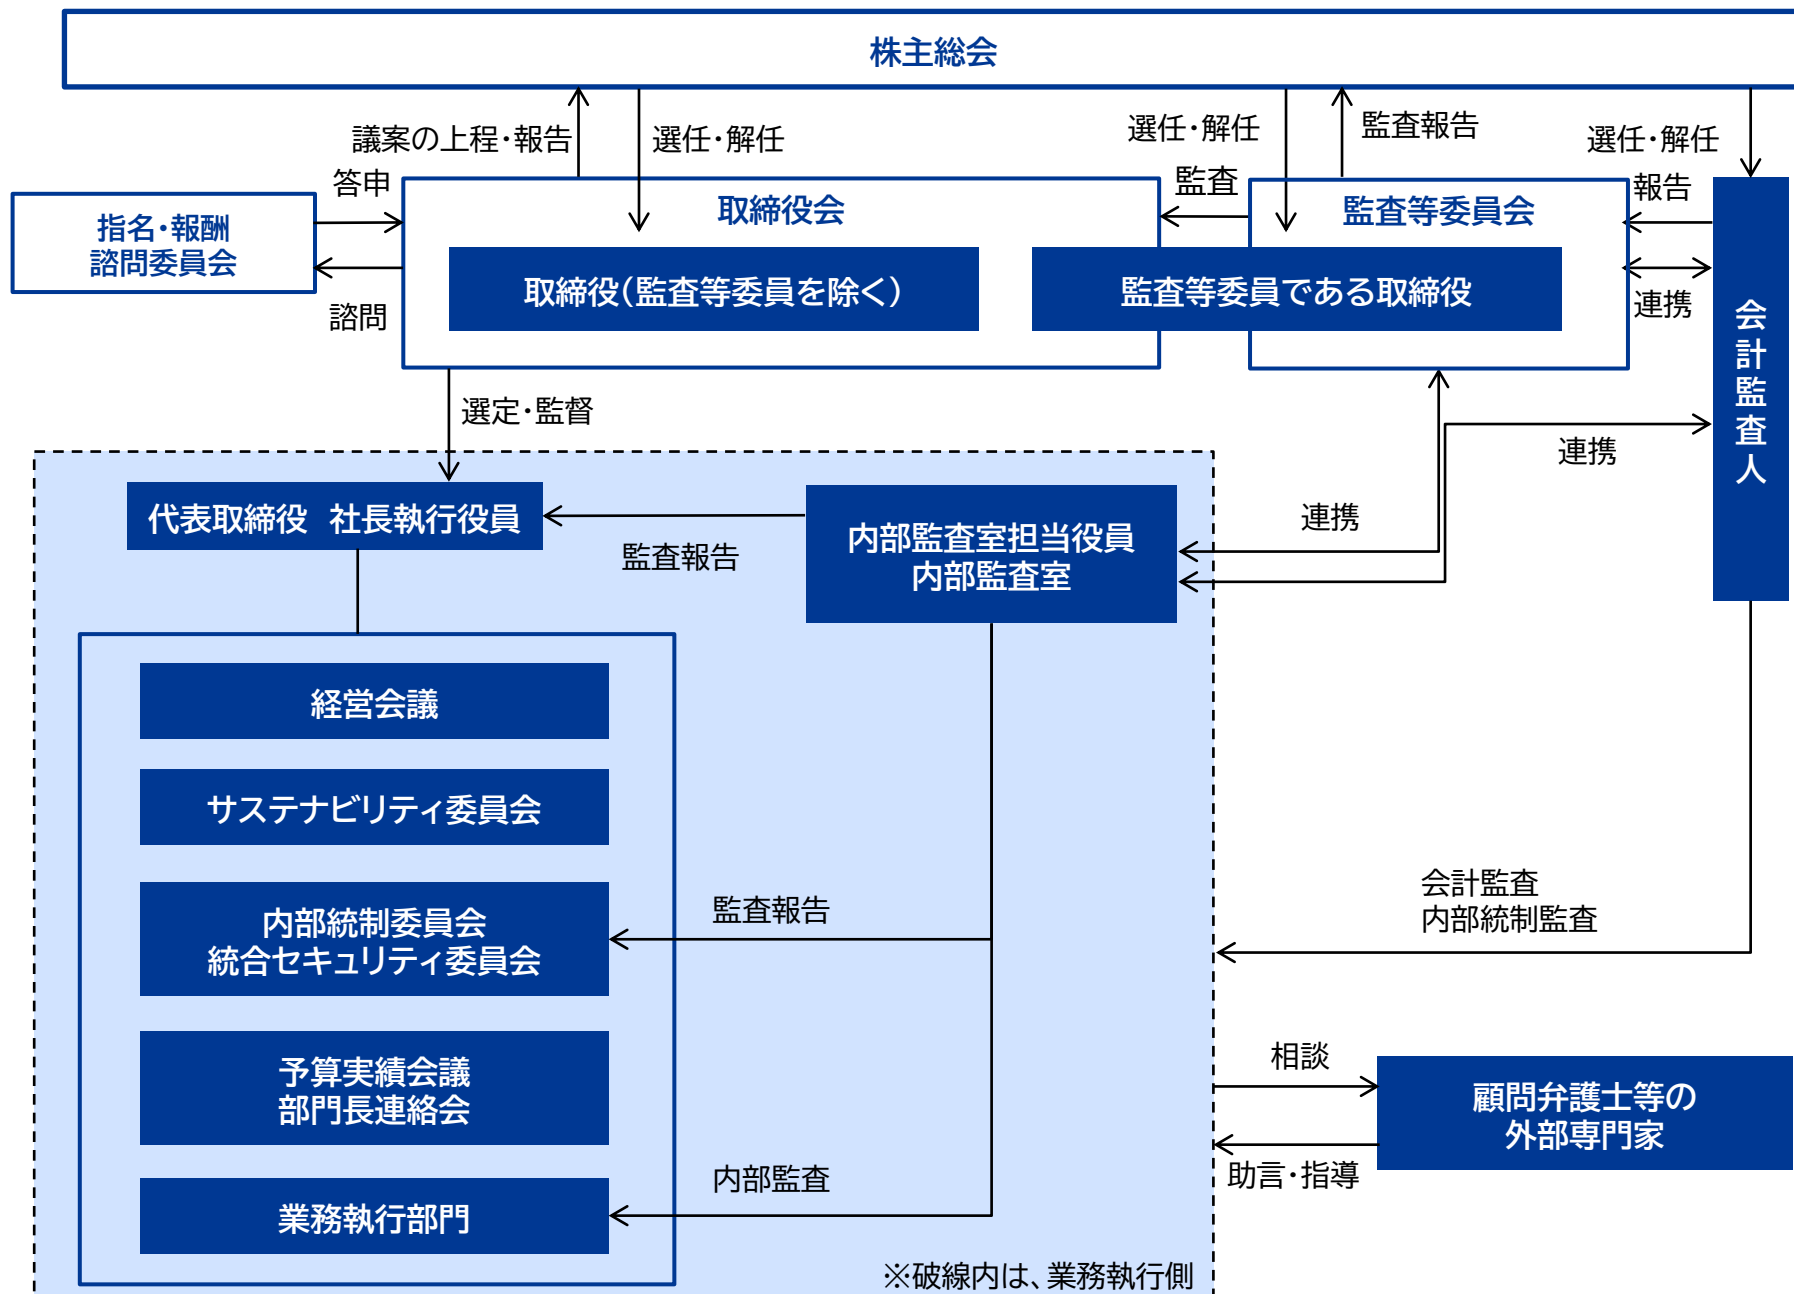 株主総会
議案の上程・報告
選任・解任
選任・解任
監査報告
選任・解任
答申
監査
報告
指名・報酬
諮問委員会
取締役会
監査等委員会
取締役（監査等委員を除く）
監査等委員である取締役
諮問
連携
会計監査人
選定・監督
連携
代表取締役　社長執行役員
監査報告
内部監査室担当役員
内部監査室
連携
経営会議
サステナビリティ委員会
内部統制委員会
統合セキュリティ委員会
監査報告
会計監査
内部統制監査
予算実績会議
部門長連絡会
相談
顧問弁護士等の
外部専門家
助言・指導
内部監査
業務執行部門
※破線内は、業務執行側